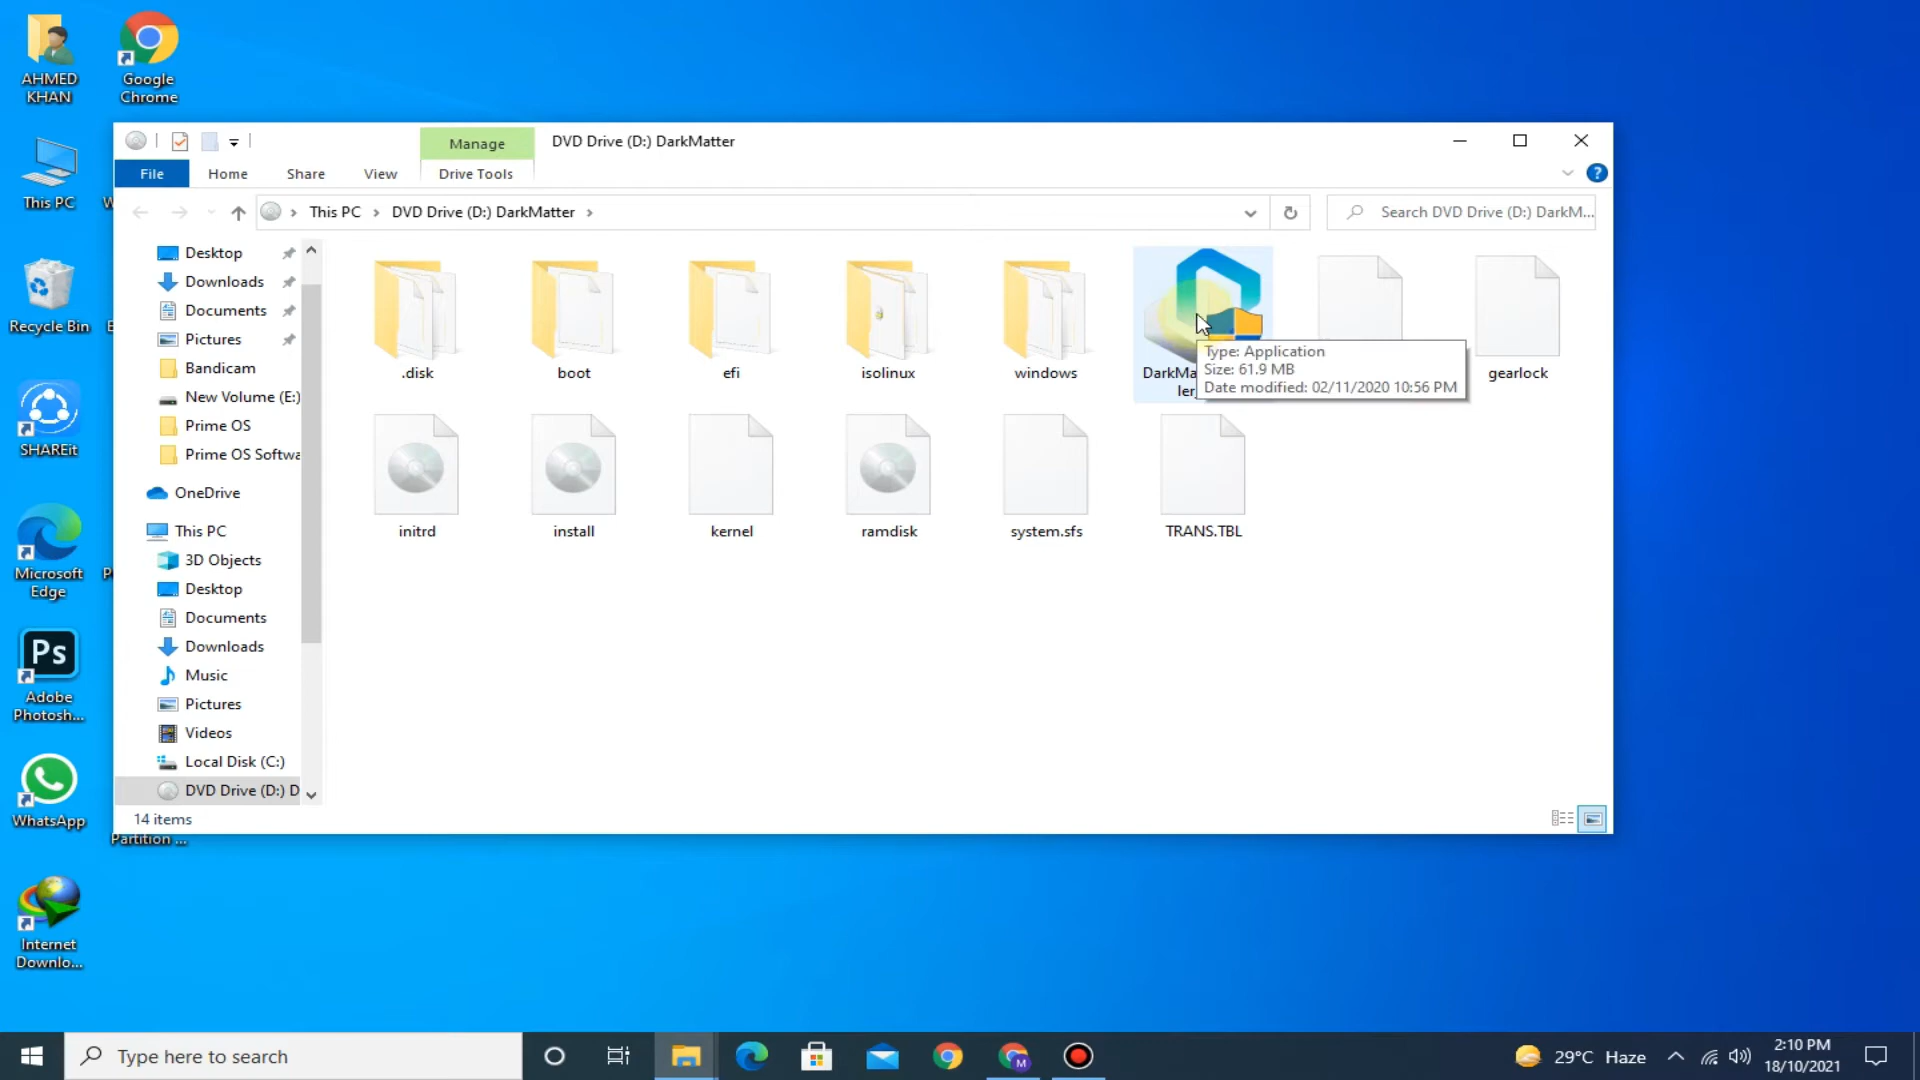 AHMED
KHAN
Google
Chrome
This PC
Recycle Bin
SHAREit
Microsoft
Edge
Ps
Adobe
Photosh...
WhatsApp
Partition ...
Internet
Downlo...
Manage
DVD Drive (D:) DarkMatter
File
Home
Share
View
Drive Tools
?
This PC
DVD Drive (D:) DarkMatter
Search DVD Drive (D:) DarkM...
Desktop
Downloads
Documents
Pictures
Bandicam
New Volume (E:)
Prime OS
Prime OS Softwa
OneDrive
This PC
3D Objects
Desktop
Documents
Downloads
Music
Pictures
Videos
Local Disk (C:)
DVD Drive (D:) D
.disk
boot
efi
isolinux
windows
DarkMa
ler
Type: Application
Size: 61.9 MB
Date modified: 02/11/2020 10:56 PM
gearlock
initrd
install
kernel
ramdisk
system.sfs
TRANS.TBL
14 items
Type here to search
M
29°C Haze
2:10 PM
18/10/2021